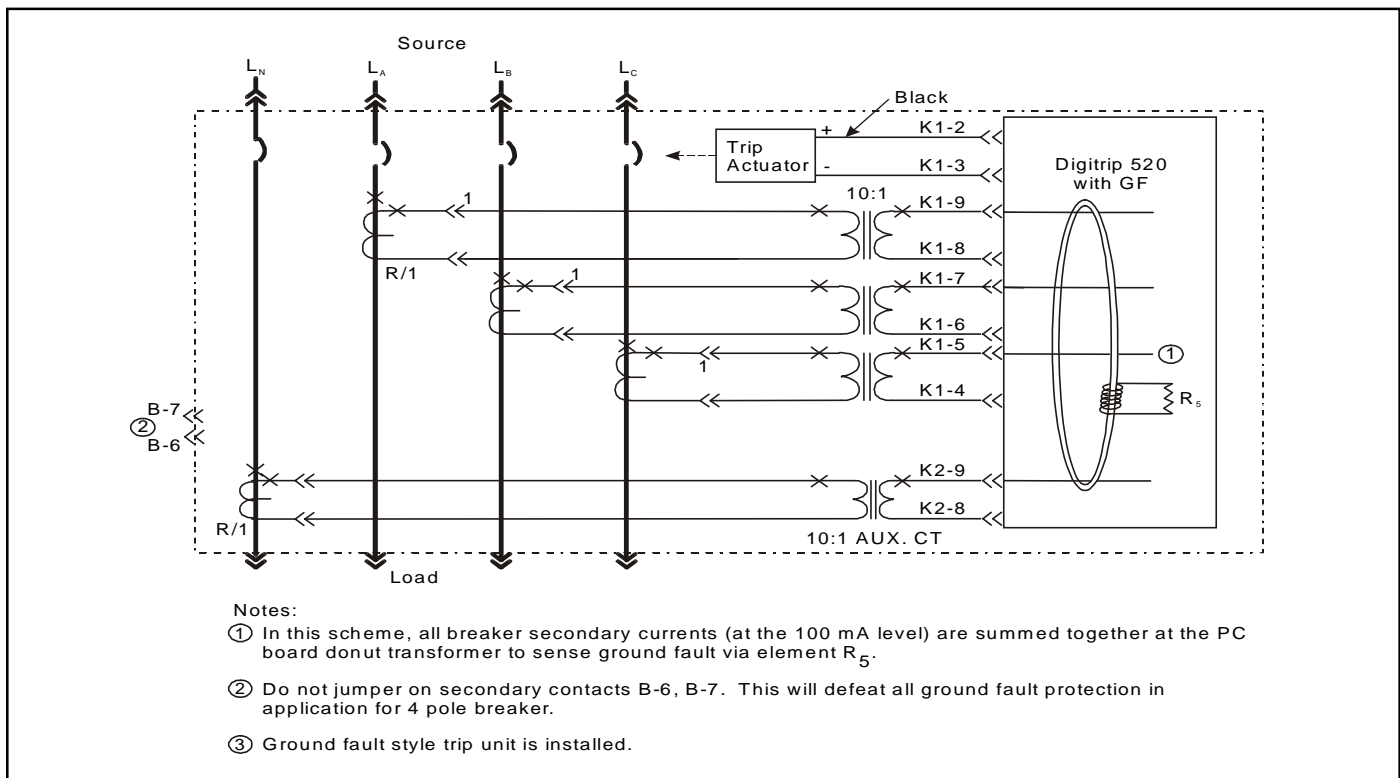 Source
L_N L_A L_B L_C
Black
Trip
Actuator
+
-
K1-2
K1-3
Digitrip 520
with GF
10:1
1
K1-9
K1-8
R/1
1
K1-7
K1-6
1
K1-5
K1-4
①
R₅
B-7
②
B-6
K2-9
K2-8
R/1
10:1 AUX. CT
Load
Notes:
① In this scheme, all breaker secondary currents (at the 100 mA level) are summed together at the PC
board donut transformer to sense ground fault via element R₅.
② Do not jumper on secondary contacts B-6, B-7. This will defeat all ground fault protection in
application for 4 pole breaker.
③ Ground fault style trip unit is installed.